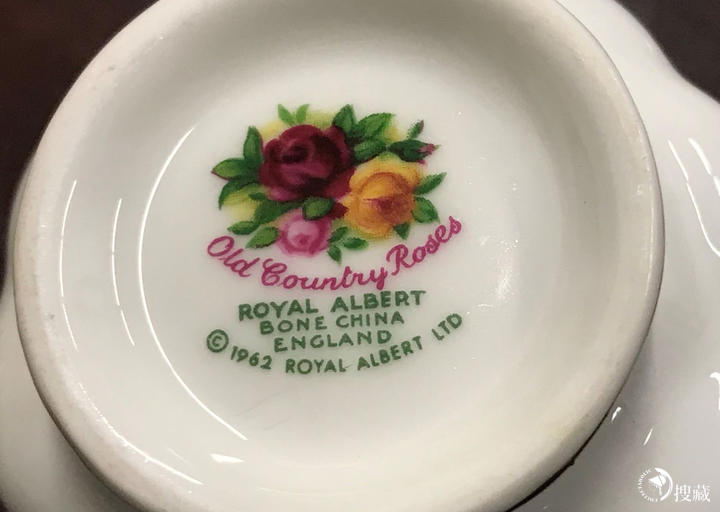 Old Country Roses
ROYAL ALBERT
BONE CHINA
ENGLAND
© 1962 ROYAL ALBERT LTD
搜藏